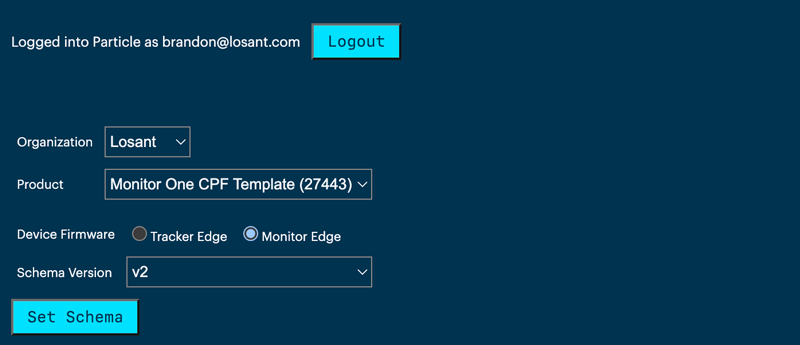 Logged into Particle as brandon@losant.com Logout
Organization Losant
Product Monitor One CPF Template (27443)
Device Firmware Tracker Edge Monitor Edge
Schema Version v2
Set Schema